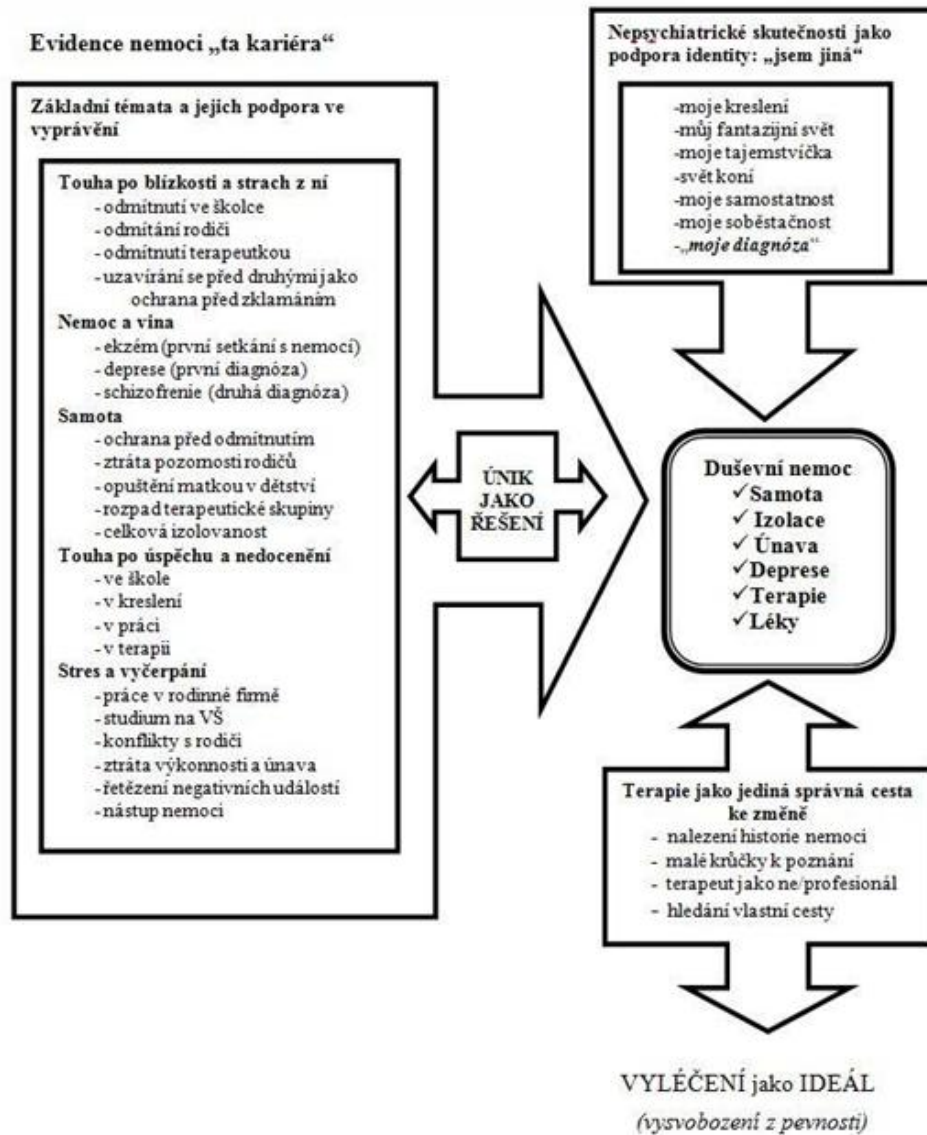 Evidence nemoci „ta kariéra“
Základní témata a jejich podpora ve
vyprávění
Touha po blízkosti a strach z ní
- odmítnutí ve školce
- odmítání rodiči
- odmítnutí terapeutkou
- uzavírání se před druhými jako
ochrana před zklamáním
Nemoc a vina
- ekzém (první setkání s nemocí)
- deprese (první diagnóza)
- schizofrenie (druhá diagnóza)
Samota
- ochrana před odmítnutím
- ztráta pozornosti rodičů
- opuštění matkou v dětství
- rozpad terapeutické skupiny
- celková izolovanost
Touha po úspěchu a nedocenění
- ve škole
- v kreslení
- v práci
- v terapii
Stres a vyčerpání
- práce v rodinné firmě
- studium na VŠ
- konflikty s rodiči
- ztráta výkonnosti a únava
- řetězení negativních událostí
- nástup nemoci
ÚNIK
JAKO
ŘEŠENÍ
Nepsychiatrické skutečnosti jako
podpora identity: „jsem jiná“
-moje kreslení
-můj fantazijní svět
-moje tajemstvíčka
-svět koní
-moje samostatnost
-moje soběstačnost
-„moje diagnóza“
Duševní nemoc
✓Samota
✓Izolace
✓Únava
✓Deprese
✓Terapie
✓Léky
Terapie jako jediná správná cesta
ke změně
- nalezení historie nemoci
- malé krůčky k poznání
- terapeut jako ne/profesionál
- hledání vlastní cesty
VYLÉČENÍ jako IDEÁL
(vysvobození z pevnosti)